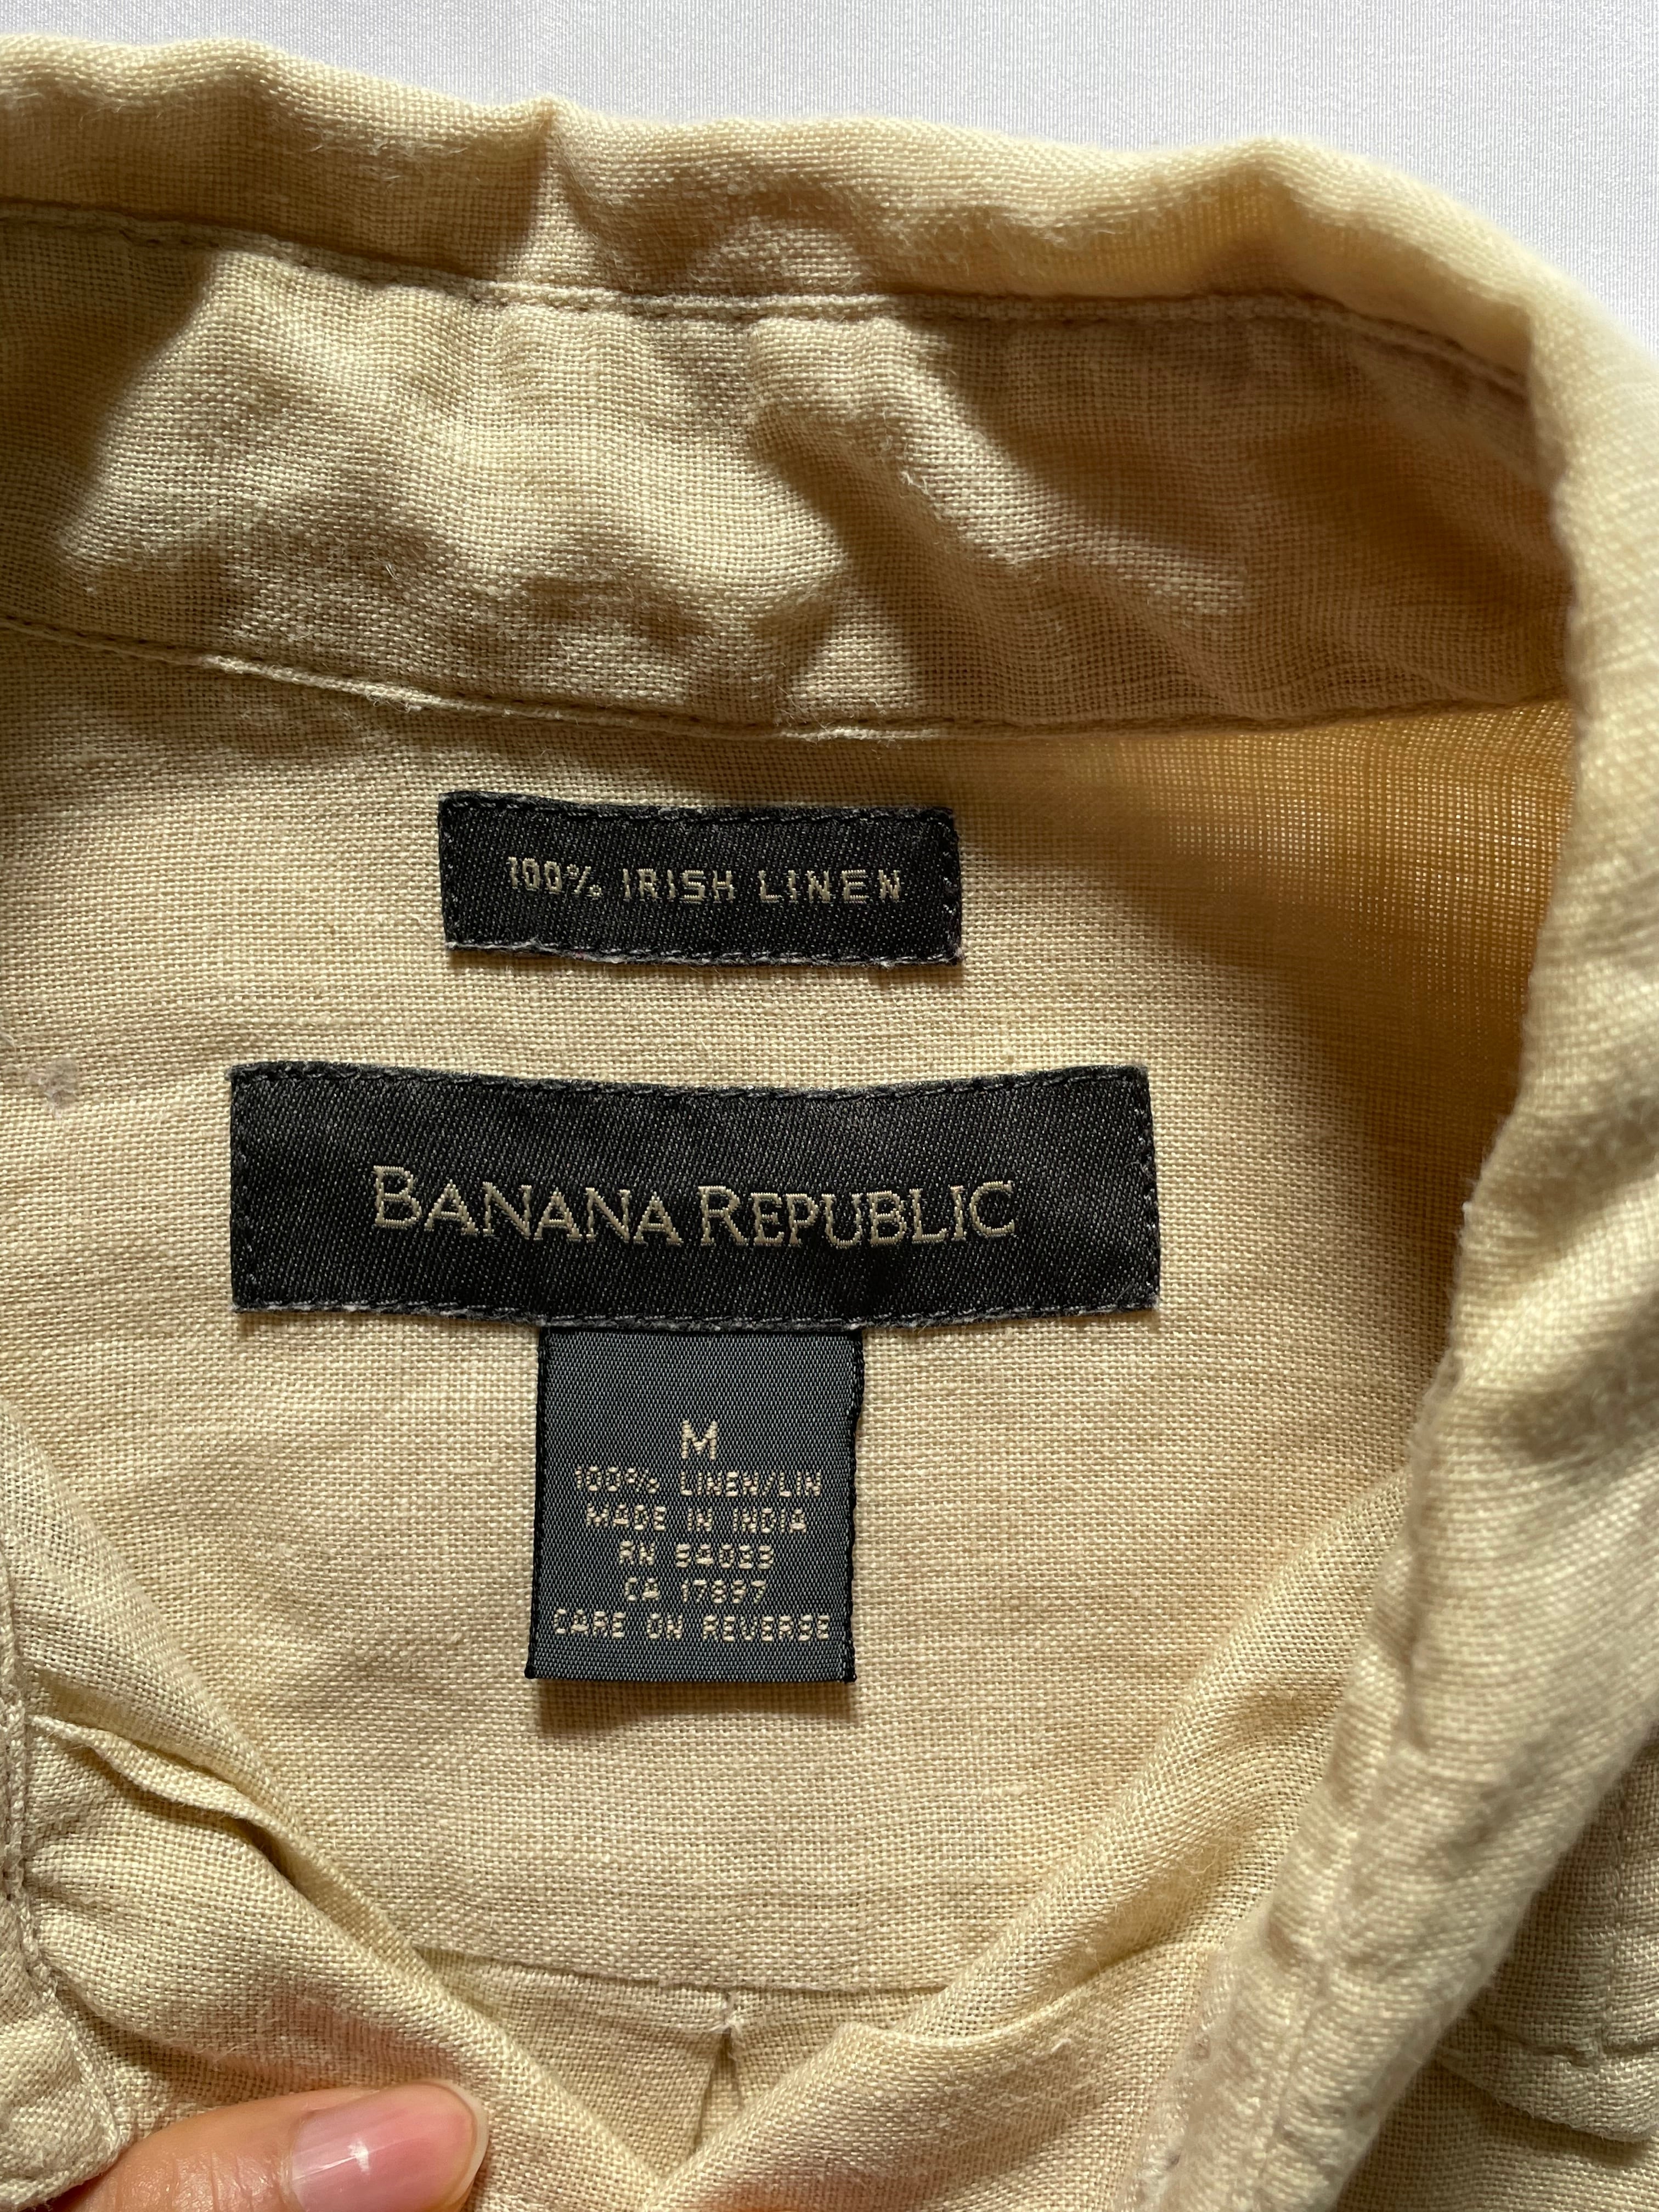 100% IRISH LINEN
BANANA REPUBLIC
M
100% LINEN/LIN
MADE IN INDIA
RN 54023
CA 17897
CARE ON REVERSE